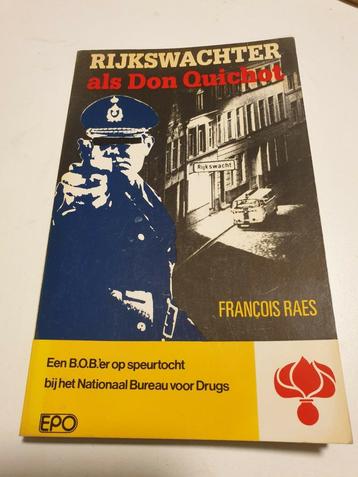 RIJKSWACHTER
als Don Quichot
Rijkswacht
FRANÇOIS RAES
Een B.O.B.'er op speurtocht
bij het Nationaal Bureau voor Drugs
EPO